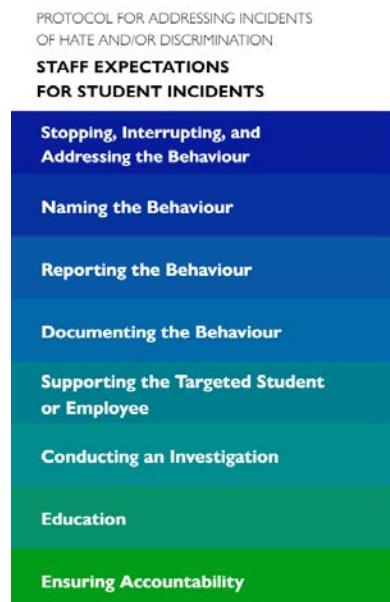 PROTOCOL FOR ADDRESSING INCIDENTS
OF HATE AND/OR DISCRIMINATION
STAFF EXPECTATIONS
FOR STUDENT INCIDENTS
Stopping, Interrupting, and
Addressing the Behaviour
Naming the Behaviour
Reporting the Behaviour
Documenting the Behaviour
Supporting the Targeted Student
or Employee
Conducting an Investigation
Education
Ensuring Accountability